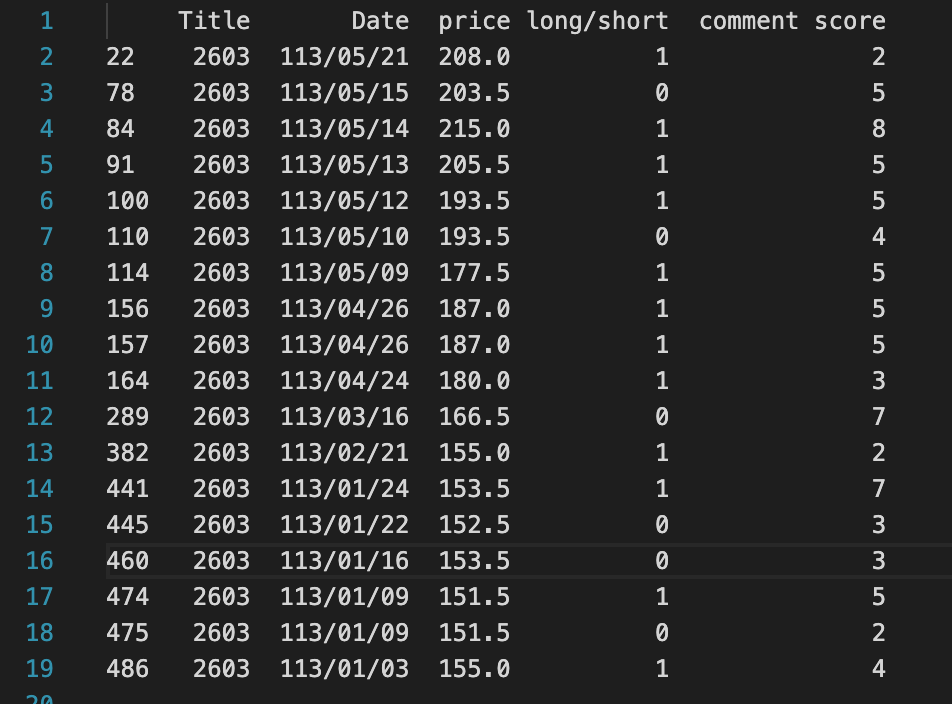 1 Title Date price long/short comment score
2 22 2603 113/05/21 208.0 1 2
3 78 2603 113/05/15 203.5 0 5
4 84 2603 113/05/14 215.0 1 8
5 91 2603 113/05/13 205.5 1 5
6 100 2603 113/05/12 193.5 1 5
7 110 2603 113/05/10 193.5 0 4
8 114 2603 113/05/09 177.5 1 5
9 156 2603 113/04/26 187.0 1 5
10 157 2603 113/04/26 187.0 1 5
11 164 2603 113/04/24 180.0 1 3
12 289 2603 113/03/16 166.5 0 7
13 382 2603 113/02/21 155.0 1 2
14 441 2603 113/01/24 153.5 1 7
15 445 2603 113/01/22 152.5 0 3
16 460 2603 113/01/16 153.5 0 3
17 474 2603 113/01/09 151.5 1 5
18 475 2603 113/01/09 151.5 0 2
19 486 2603 113/01/03 155.0 1 4
20